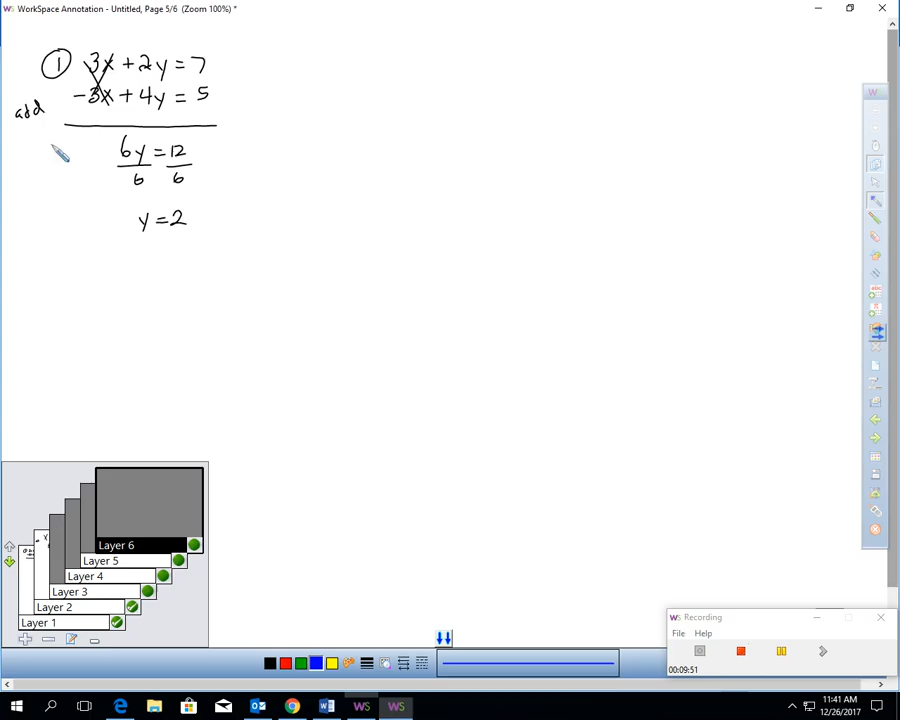 WorkSpace Annotation - Untitled, Page 5/6 (Zoom 100%) *
① 3x + 2y = 7
-3x + 4y = 5
add
6y = 12
6 6
y = 2
Layer 6
Layer 5
Layer 4
Layer 3
Layer 2
Layer 1
Recording
File Help
00:09:51
11:41 AM
12/26/2017